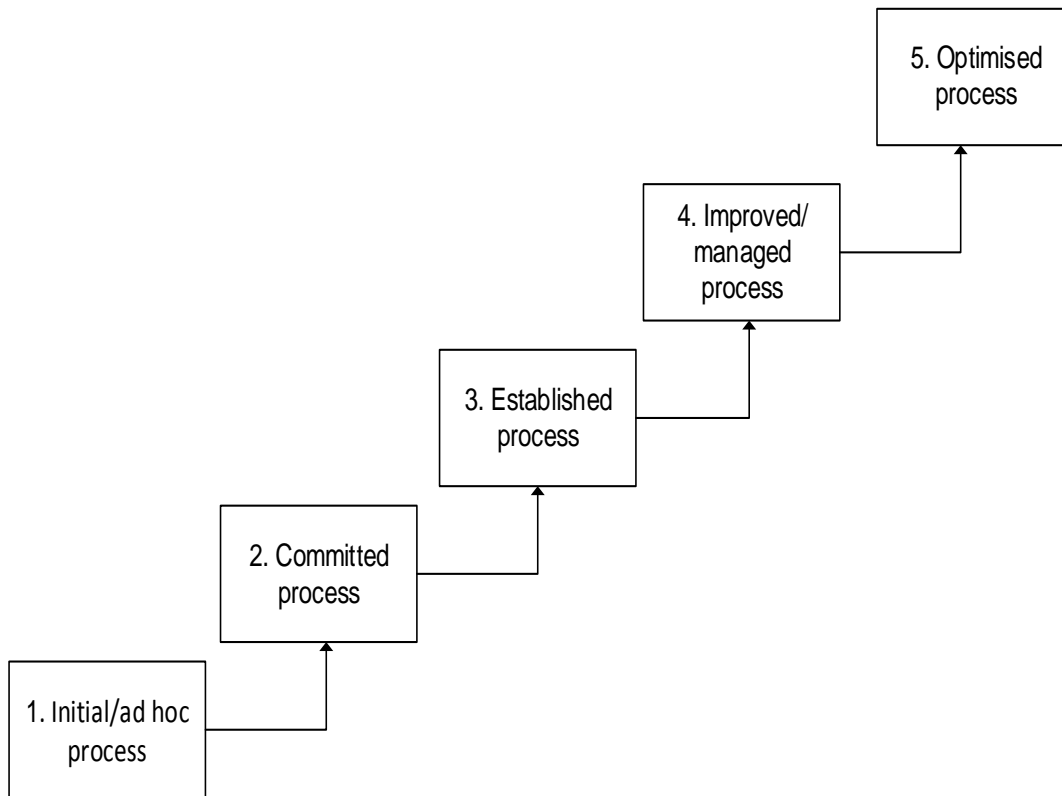 5. Optimised
process
4. Improved/
managed
process
3. Established
process
2. Committed
process
1. Initial/ad hoc
process